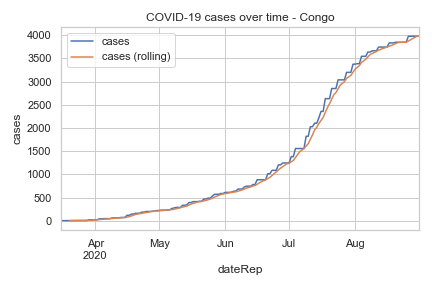 COVID-19 cases over time - Congo
cases
cases (rolling)
4000
3500
3000
2500
2000
1500
1000
500
0
cases
Apr
2020
May
Jun
Jul
Aug
dateRep